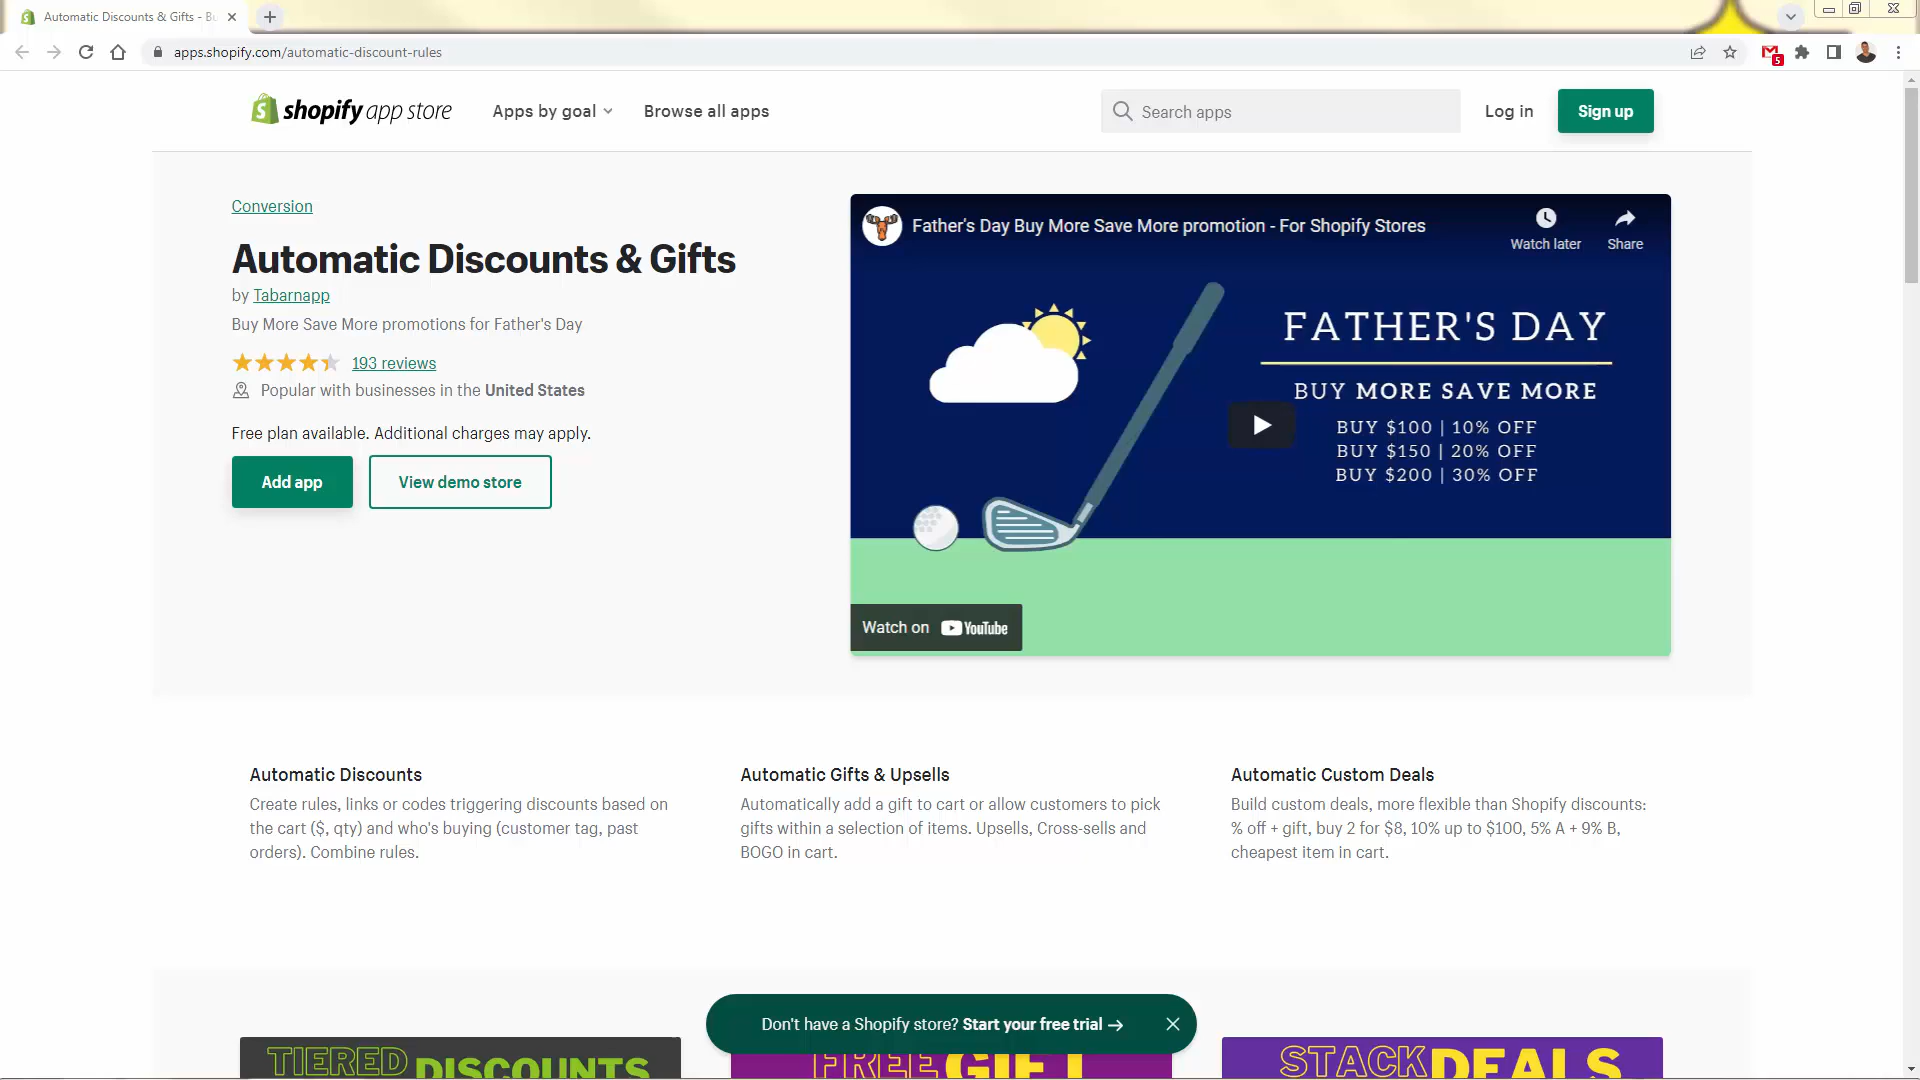 Automatic Discounts & Gifts - Bu
apps.shopify.com/automatic-discount-rules
5
shopify app store
Apps by goal
Browse all apps
Search apps
Log in
Sign up
Conversion
Automatic Discounts & Gifts
by Tabarnapp
Buy More Save More promotions for Father's Day
193 reviews
Popular with businesses in the United States
Free plan available. Additional charges may apply.
Add app
View demo store
Father's Day Buy More Save More promotion - For Shopify Stores
Watch later
Share
FATHER'S DAY
BUY MORE SAVE MORE
BUY $100 | 10% OFF
BUY $150 | 20% OFF
BUY $200 | 30% OFF
Watch on YouTube
Automatic Discounts
Create rules, links or codes triggering discounts based on
the cart ($, qty) and who's buying (customer tag, past
orders). Combine rules.
Automatic Gifts & Upsells
Automatically add a gift to cart or allow customers to pick
gifts within a selection of items. Upsells, Cross-sells and
BOGO in cart.
Automatic Custom Deals
Build custom deals, more flexible than Shopify discounts:
% off + gift, buy 2 for $8, 10% up to $100, 5% A + 9% B,
cheapest item in cart.
Don't have a Shopify store? Start your free trial →
TIERED DISCOUNTS
FREE GIFT
STACK DEALS